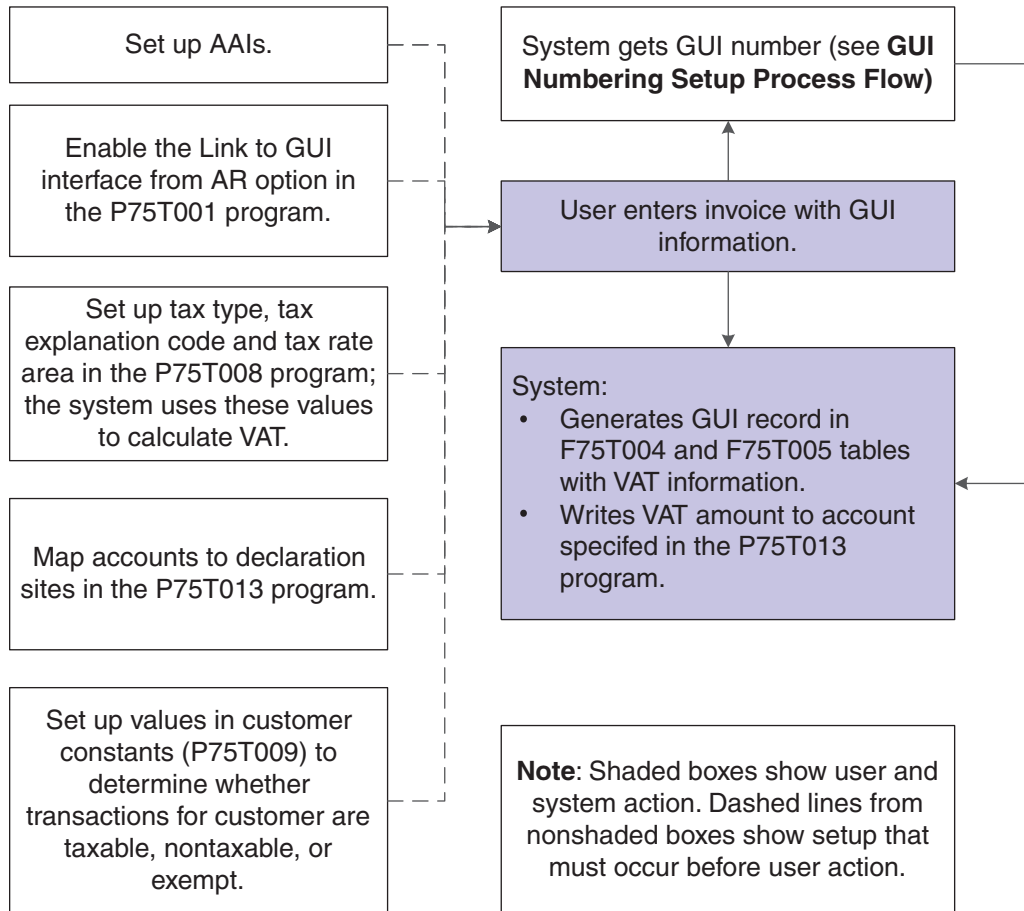 Set up AAIs.
Enable the Link to GUI
interface from AR option in
the P75T001 program.
Set up tax type, tax
explanation code and tax rate
area in the P75T008 program;
the system uses these values
to calculate VAT.
Map accounts to declaration
sites in the P75T013 program.
Set up values in customer
constants (P75T009) to
determine whether
transactions for customer are
taxable, nontaxable, or
exempt.
System gets GUI number (see GUI
Numbering Setup Process Flow)
User enters invoice with GUI
information.
System:
• Generates GUI record in
F75T004 and F75T005 tables
with VAT information.
• Writes VAT amount to account
specifed in the P75T013
program.
Note: Shaded boxes show user and
system action. Dashed lines from
nonshaded boxes show setup that
must occur before user action.